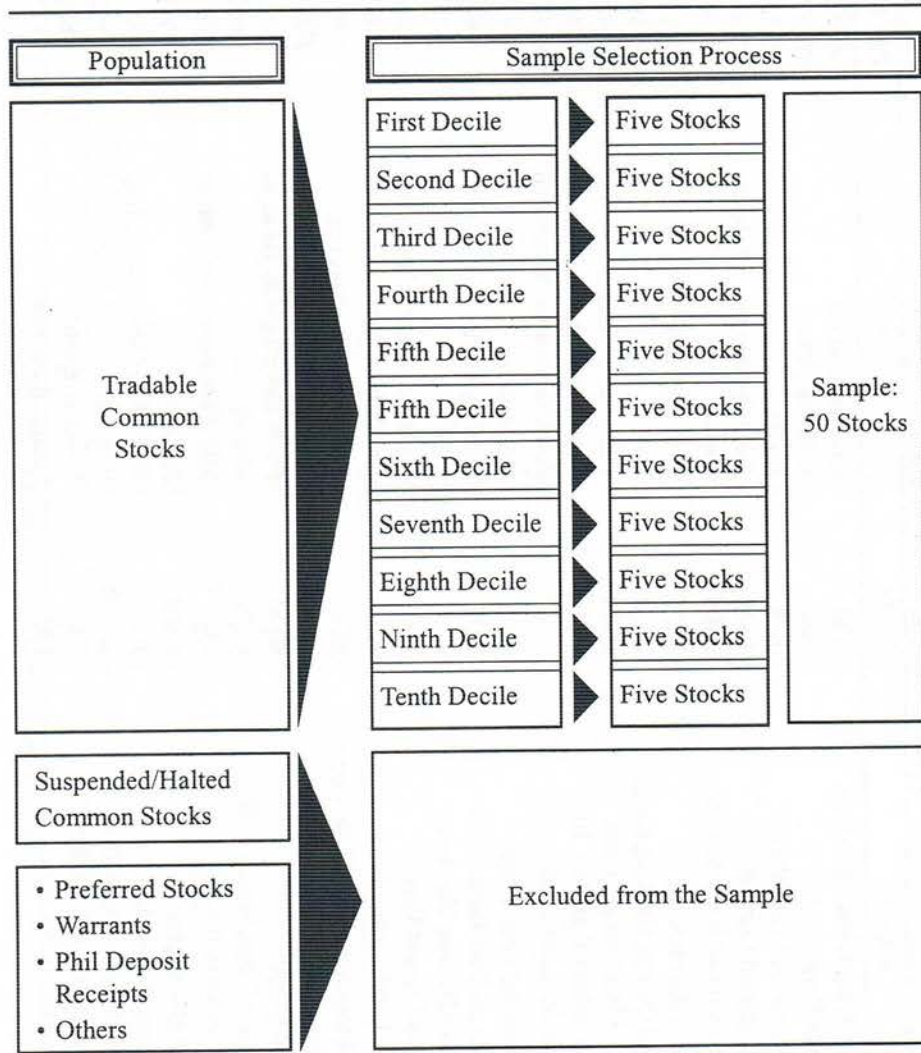 Population
Sample Selection Process
Tradable
Common
Stocks
First Decile
Five Stocks
Second Decile
Five Stocks
Third Decile
Five Stocks
Fourth Decile
Five Stocks
Fifth Decile
Five Stocks
Fifth Decile
Five Stocks
Sixth Decile
Five Stocks
Seventh Decile
Five Stocks
Eighth Decile
Five Stocks
Ninth Decile
Five Stocks
Tenth Decile
Five Stocks
Sample:
50 Stocks
Suspended/Halted
Common Stocks
• Preferred Stocks
• Warrants
• Phil Deposit
Receipts
• Others
Excluded from the Sample